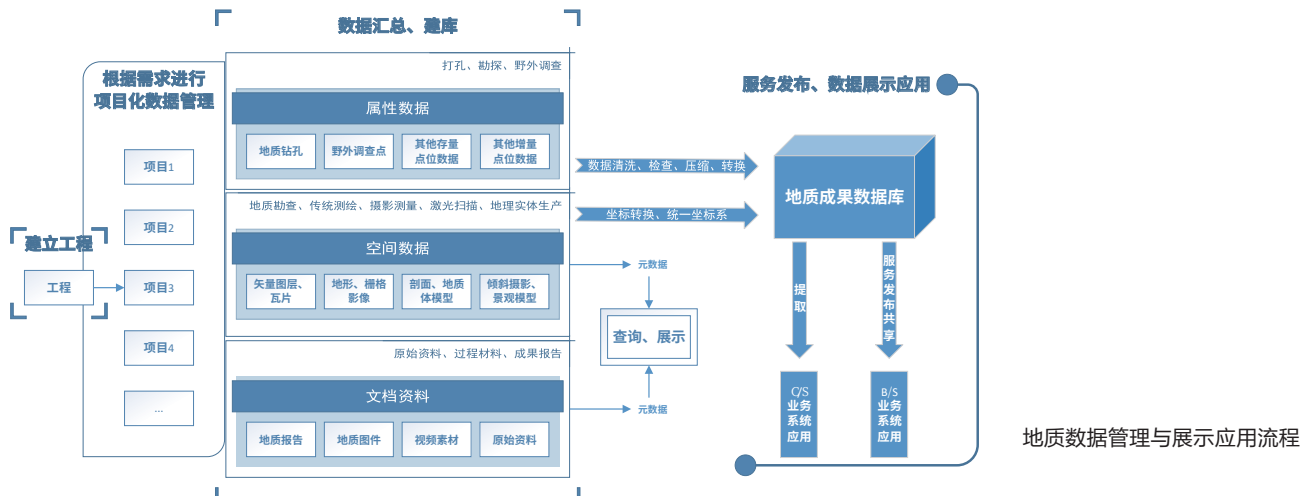 建立工程
工程
根据需求进行
项目化数据管理
项目1
项目2
项目3
项目4
...
数据汇总、建库
打孔、勘探、野外调查
属性数据
地质钻孔
野外调查点
其他存量
点位数据
其他增量
点位数据
地质勘查、传统测绘、摄影测量、激光扫描、地理实体生产
空间数据
矢量图层、
瓦片
地形、栅格
影像
剖面、地质
体模型
倾斜摄影、
景观模型
原始资料、过程材料、成果报告
文档资料
地质报告
地质图件
视频素材
原始资料
数据清洗、检查、压缩、转换
坐标转换、统一坐标系
元数据
查询、展示
元数据
服务发布、数据展示应用
地质成果数据库
提取
服务发布共享
C/S
业务
系统
应用
B/S
业务
系统
应用
地质数据管理与展示应用流程